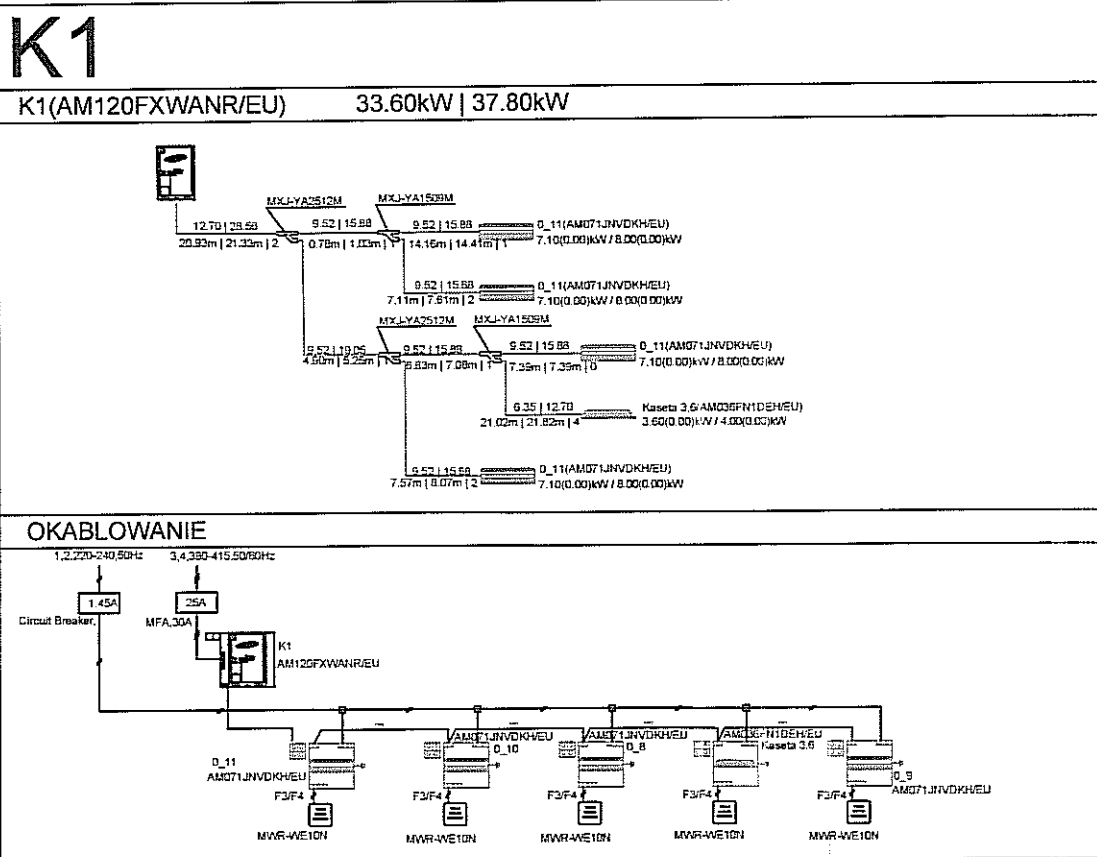 K1
K1(AM120FXWANR/EU) 33.60kW | 37.80kW
MXJ-YA2512M MXJ-YA1509M
12.70 | 28.58 9.52 | 15.88 9.52 | 15.88 0_11(AM071JNVDKH/EU)
20.93m | 21.33m | 2 0.78m | 1.03m | 1 14.16m | 14.41m | 1 7.10(0.00)kW / 8.00(0.00)kW
9.52 | 15.88 0_11(AM071JNVDKH/EU)
7.11m | 7.61m | 2 7.10(0.00)kW / 8.00(0.00)kW
MXJ-YA2512M MXJ-YA1509M
9.52 | 19.05 9.52 | 15.88 9.52 | 15.88 0_11(AM071JNVDKH/EU)
4.90m | 5.25m | 6.83m | 7.08m | 1 7.39m | 7.39m | 0 7.10(0.00)kW / 8.00(0.00)kW
6.35 | 12.70 Kaseta 3,6(AM036FN1DEH/EU)
21.02m | 21.82m | 4 3.60(0.00)kW / 4.00(0.00)kW
9.52 | 15.88 0_11(AM071JNVDKH/EU)
7.57m | 8.07m | 2 7.10(0.00)kW / 8.00(0.00)kW
OKABLOWANIE
1,2,220-240,50Hz 3,4,380-415,50/60Hz
1.45A 25A
Circuit Breaker, MFA,30A
K1
AM120FXWANR/EU
AM071JNVDKH/EU AM071JNVDKH/EU AM036FN1DEH/EU
0_10 0_8 Kaseta 3,6
0_11 0_9
AM071JNVDKH/EU AM071JNVDKH/EU
F3/F4 F3/F4 F3/F4 F3/F4 F3/F4
MWR-WE10N MWR-WE10N MWR-WE10N MWR-WE10N MWR-WE10N